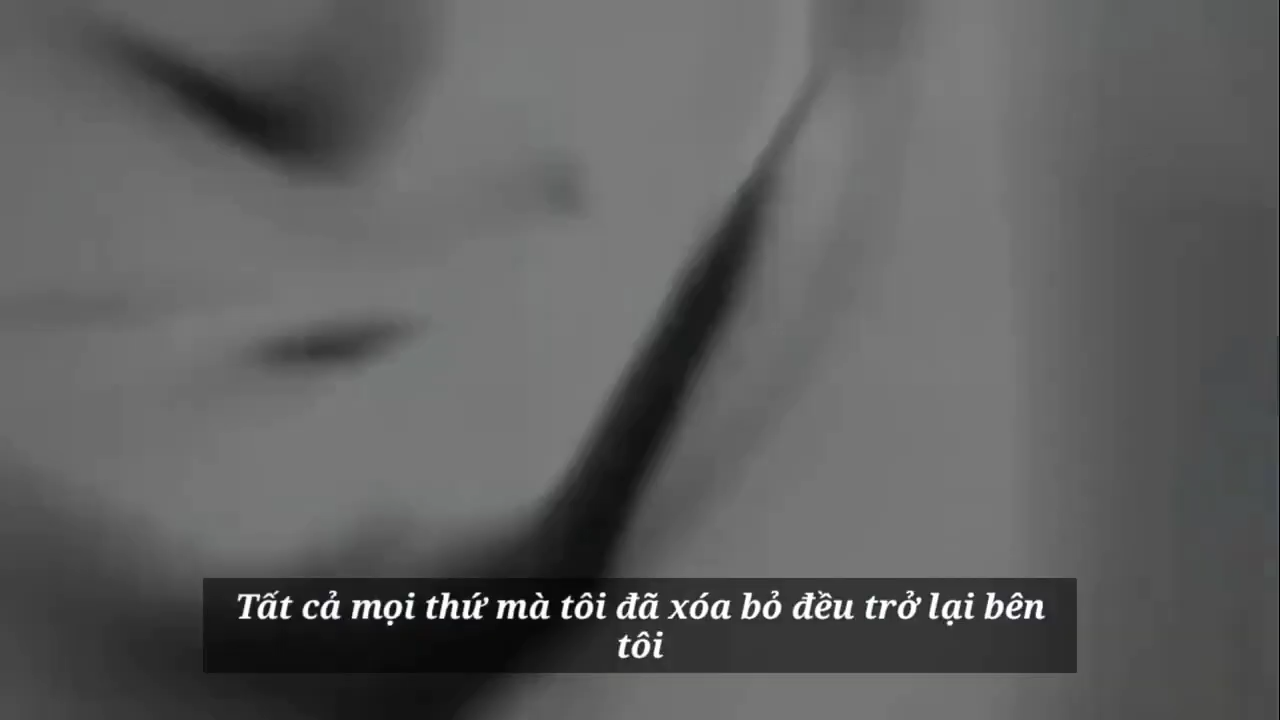 Tất cả mọi thứ mà tôi đã xóa bỏ đều trở lại bên
tôi